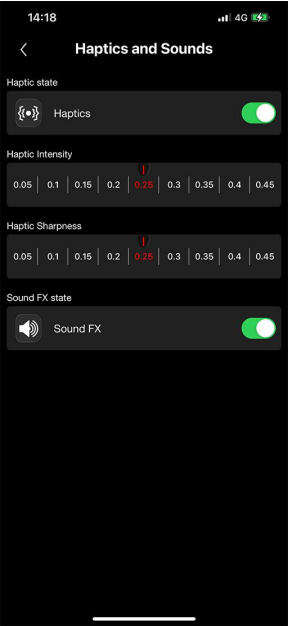 14:18 4G
Haptics and Sounds
Haptic state
Haptics
Haptic Intensity
0.05 0.1 0.15 0.2 0.25 0.3 0.35 0.4 0.45
Haptic Sharpness
0.05 0.1 0.15 0.2 0.25 0.3 0.35 0.4 0.45
Sound FX state
Sound FX